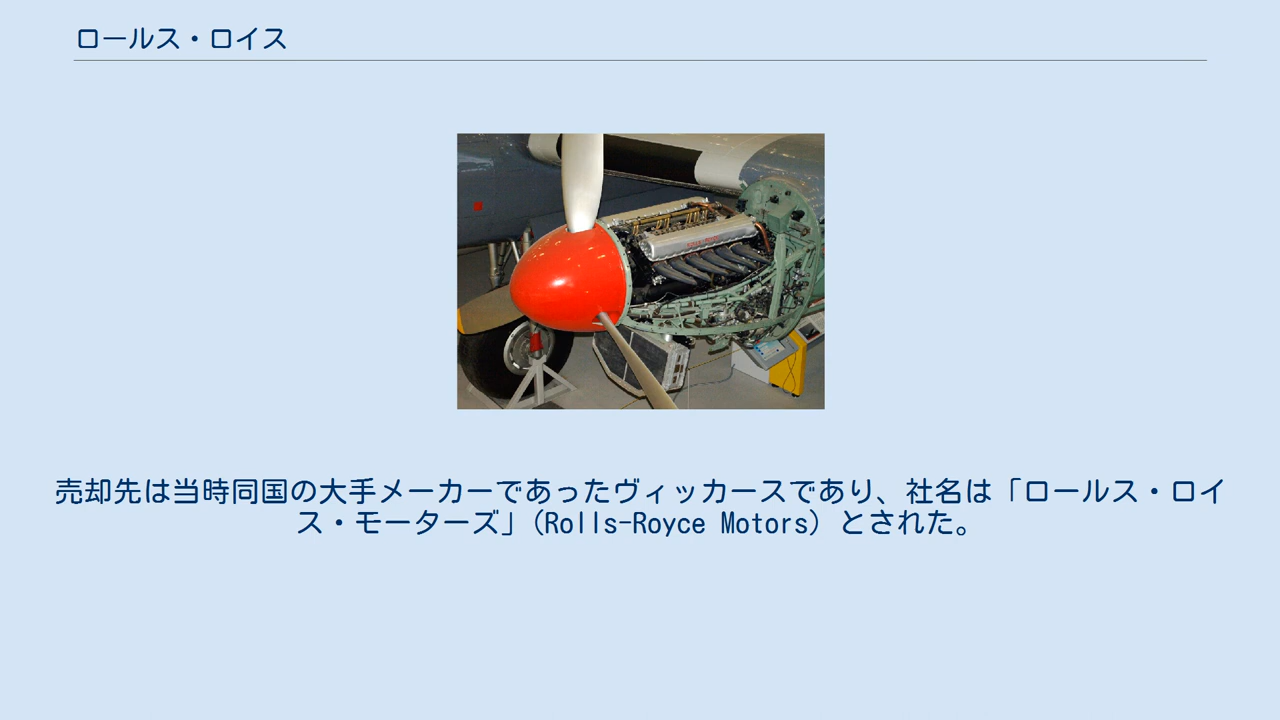 ロールス・ロイス
売却先は当時同国の大手メーカーであったヴィッカースであり、社名は「ロールス・ロイ
ス・モーターズ」(Rolls-Royce Motors) とされた。